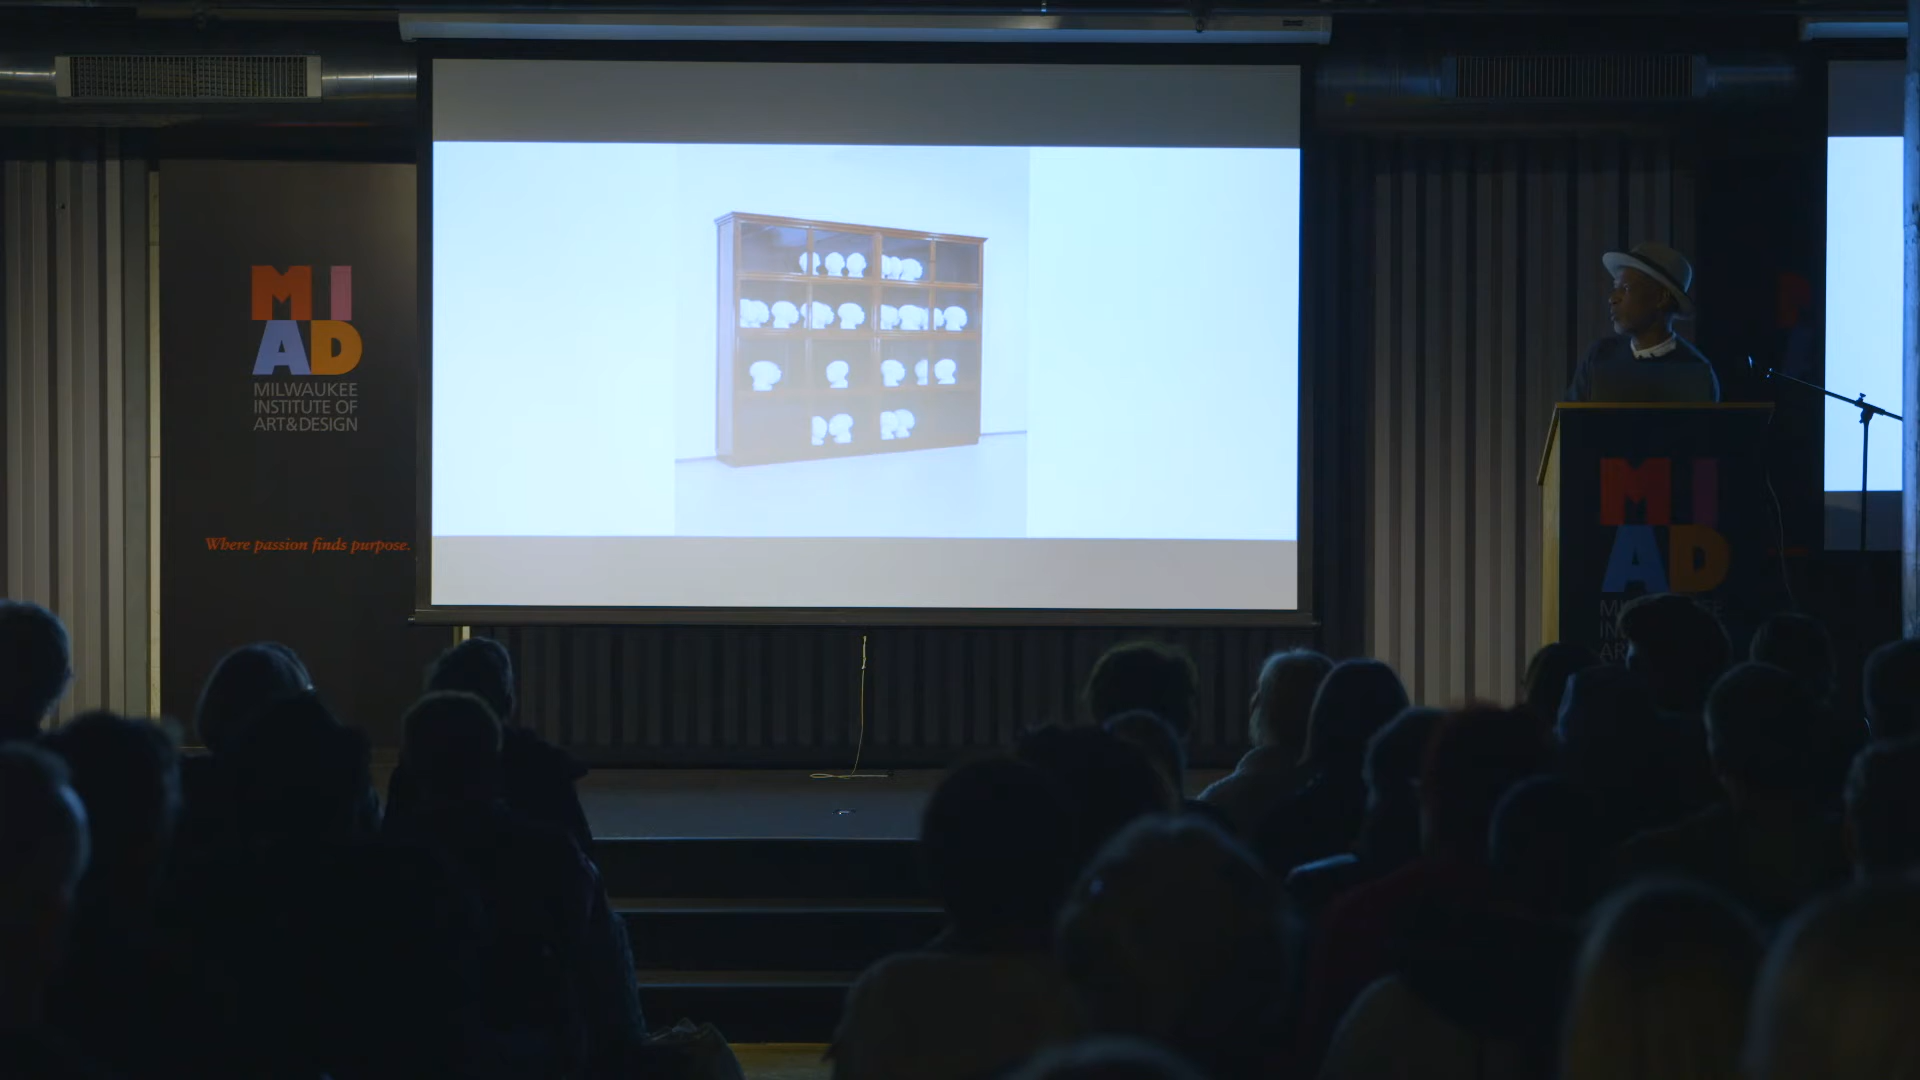 MI
AD
MILWAUKEE
INSTITUTE OF
ART&DESIGN
Where passion finds purpose.
MI
AD